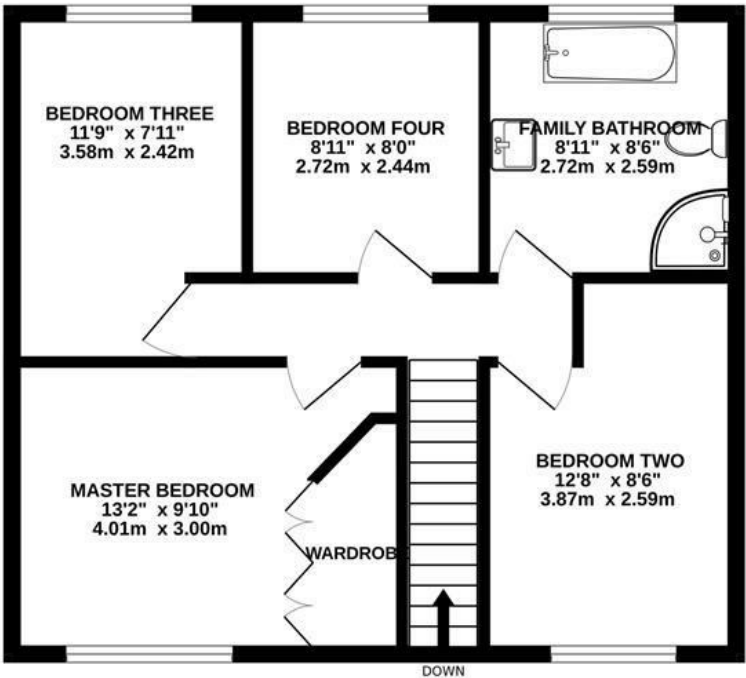 BEDROOM THREE
11'9" x 7'11"
3.58m x 2.42m
BEDROOM FOUR
8'11" x 8'0"
2.72m x 2.44m
FAMILY BATHROOM
8'11" x 8'6"
2.72m x 2.59m
MASTER BEDROOM
13'2" x 9'10"
4.01m x 3.00m
WARDROBE
BEDROOM TWO
12'8" x 8'6"
3.87m x 2.59m
DOWN